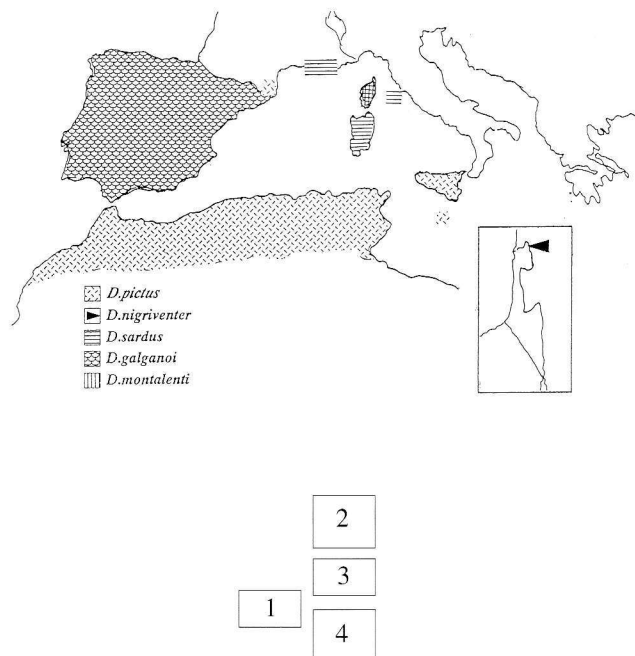 D.pictus
D.nigriventer
D.sardus
D.galganoi
D.montalenti
2
3
1
4